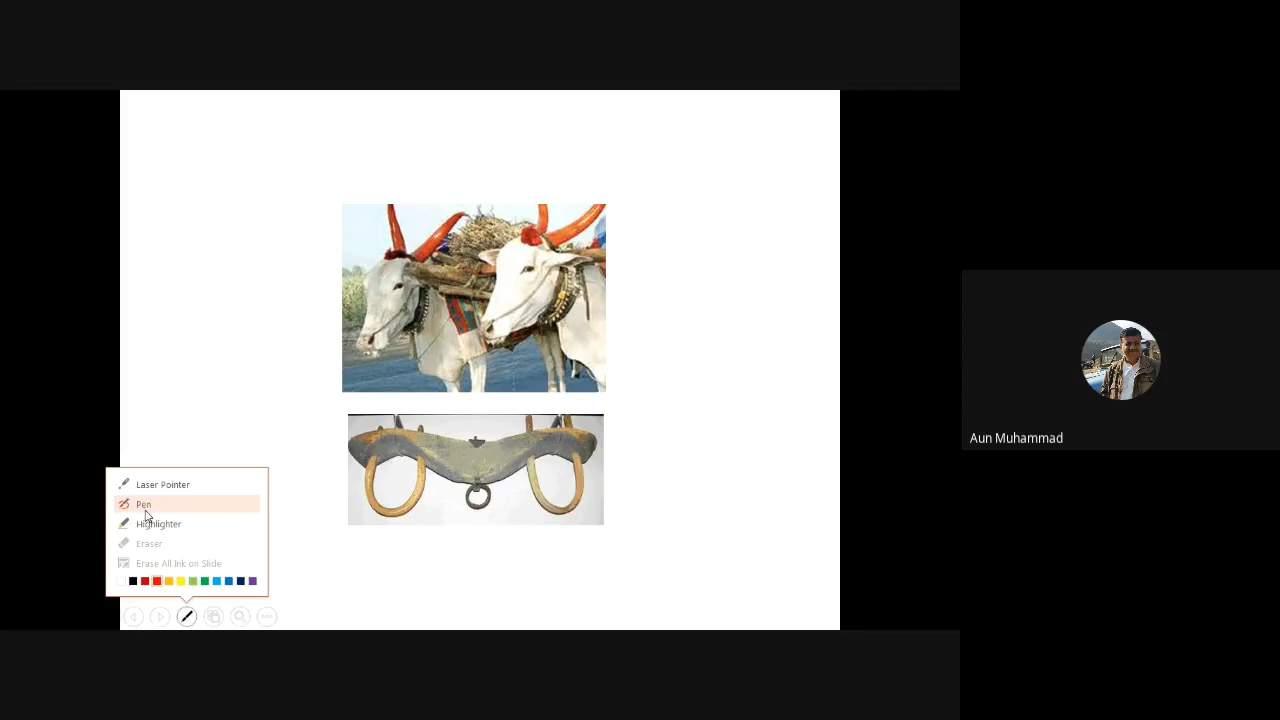 Laser Pointer
Pen
Highlighter
Eraser
Erase All Ink on Slide
Aun Muhammad